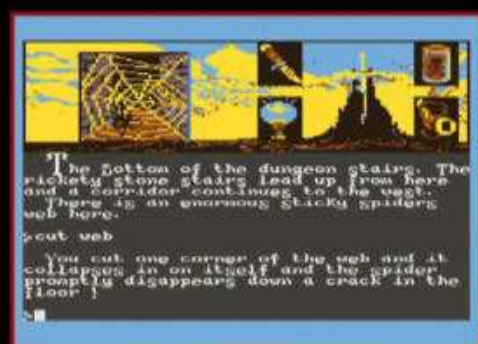 The bottom of the dungeon stairs. The
rickety stone stairs lead up from here
and a corridor continues to the west.
There is an enormous sticky spiders
web here.
>cut web
You cut one corner of the web and it
collapses in on itself and the spider
promptly disappears down a crack in the
floor !
>